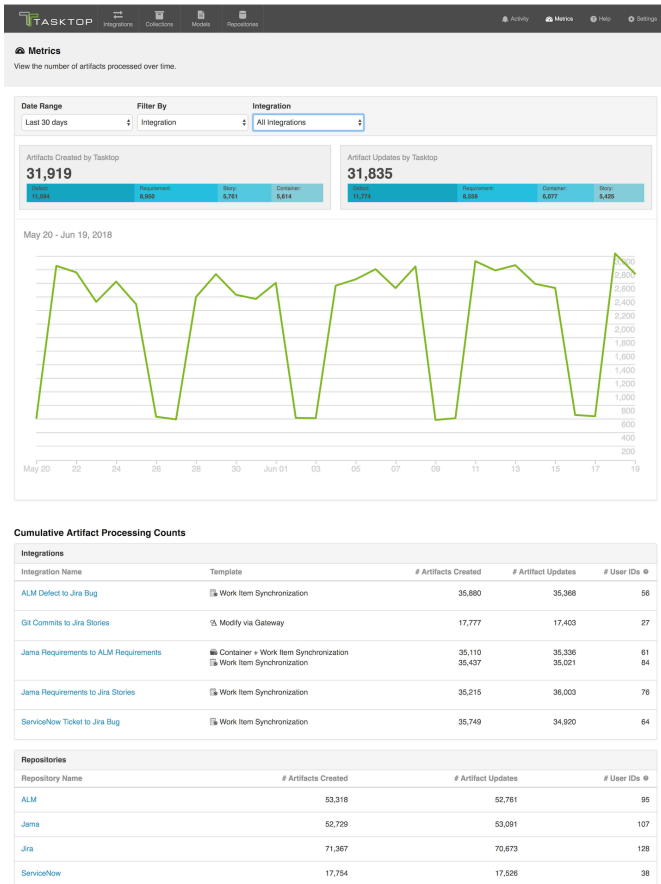 TASKTOP
Integrations
Collections
Models
Repositories
Activity
Metrics
Help
Settings
Metrics
View the number of artifacts processed over time.
Date Range Filter By Integration
Last 30 days Integration All Integrations
Artifacts Created by Tasktop
31,919
Defect: Requirement: Story: Container:
11,594 8,950 5,761 5,614
Artifact Updates by Tasktop
31,835
Defect: Requirement: Container: Story:
11,774 8,559 6,077 5,425
May 20 - Jun 19, 2018
3,000
2,800
2,600
2,400
2,200
2,000
1,800
1,600
1,400
1,200
1,000
800
600
400
200
May 20 22 24 26 28 30 Jun 01 03 05 07 09 11 13 15 17 19
Cumulative Artifact Processing Counts
Integrations
Integration Name Template # Artifacts Created # Artifact Updates # User IDs
ALM Defect to Jira Bug Work Item Synchronization 35,880 35,368 56
Git Commits to Jira Stories Modify via Gateway 17,777 17,403 27
Jama Requirements to ALM Requirements Container + Work Item Synchronization 35,110 35,336 61
Work Item Synchronization 35,437 35,021 84
Jama Requirements to Jira Stories Work Item Synchronization 35,215 36,003 76
ServiceNow Ticket to Jira Bug Work Item Synchronization 35,749 34,920 64
Repositories
Repository Name # Artifacts Created # Artifact Updates # User IDs
ALM 53,318 52,761 95
Jama 52,729 53,091 107
Jira 71,367 70,673 128
ServiceNow 17,754 17,526 38